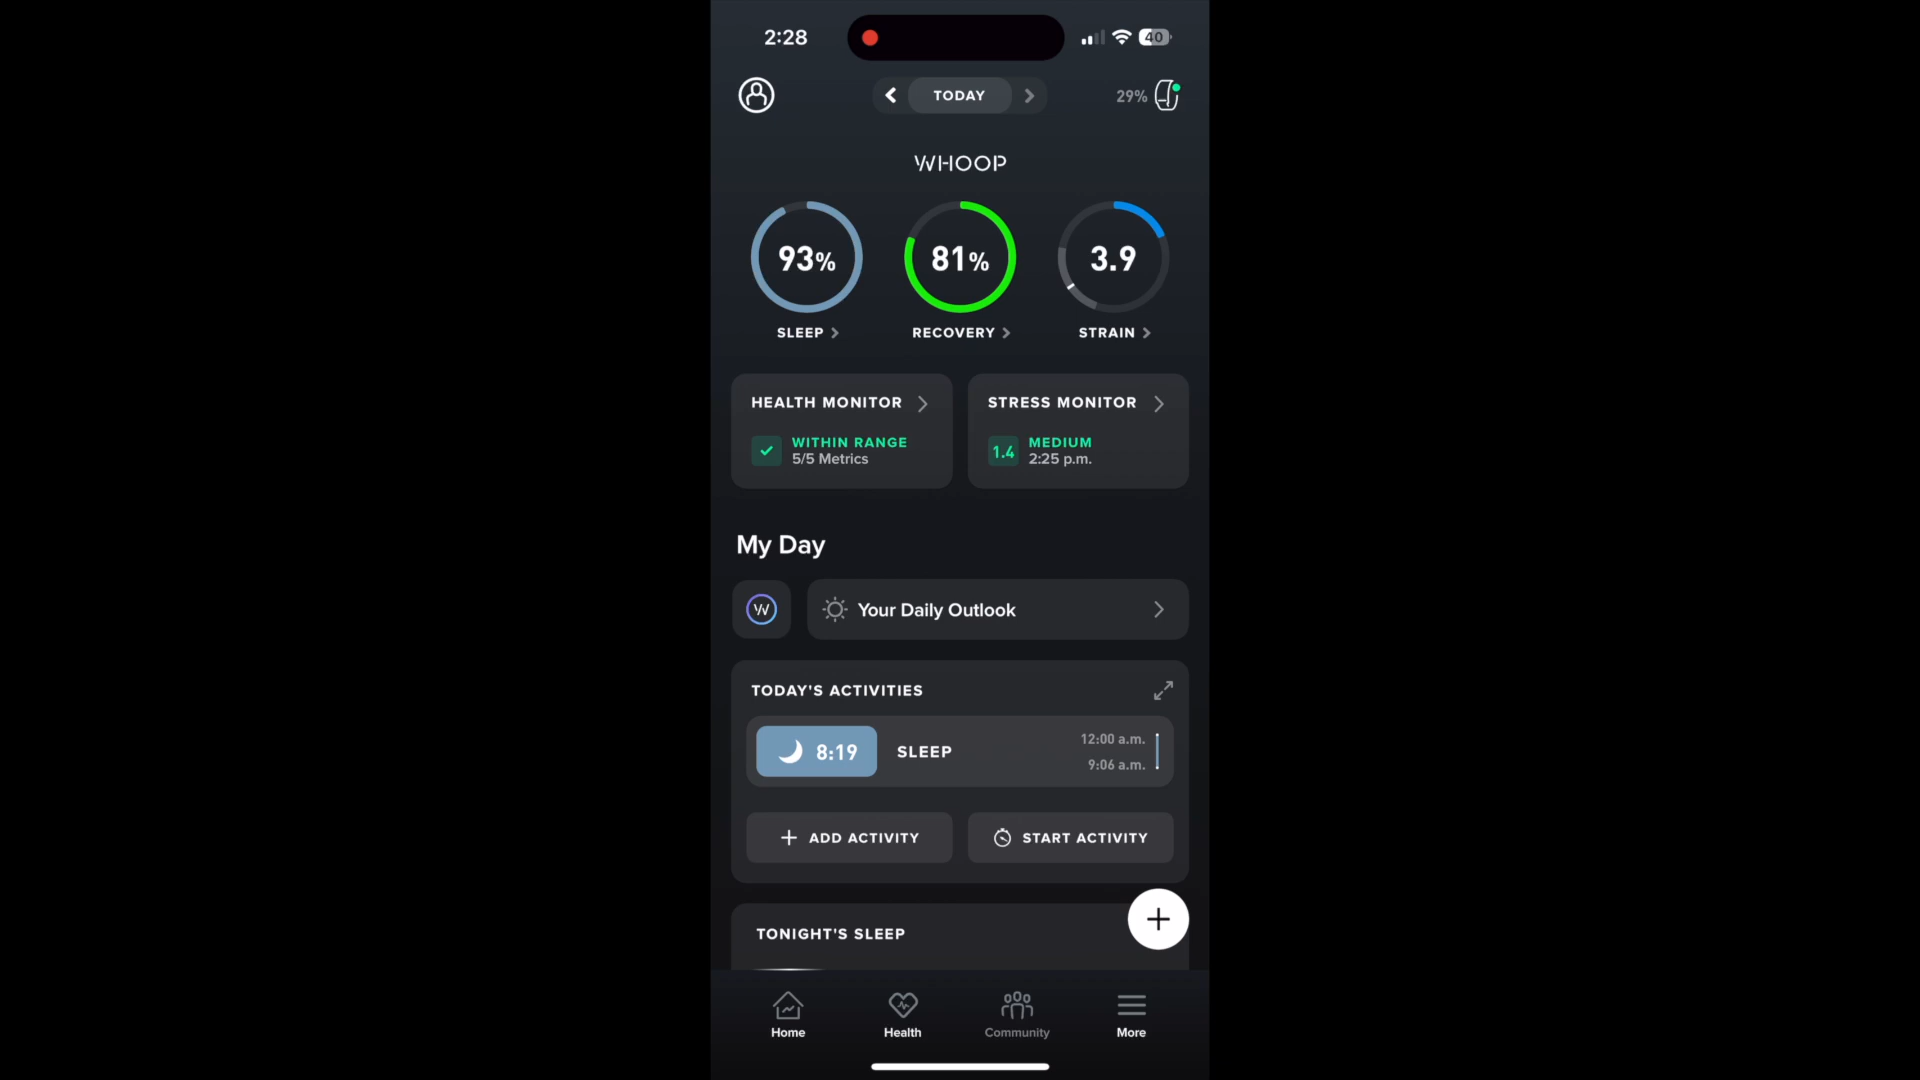 2:28
40
TODAY
29%
WHOOP
93%
81%
3.9
SLEEP
RECOVERY
STRAIN
HEALTH MONITOR
WITHIN RANGE
5/5 Metrics
STRESS MONITOR
1.4
MEDIUM
2:25 p.m.
My Day
W
Your Daily Outlook
TODAY'S ACTIVITIES
8:19
SLEEP
12:00 a.m.
9:06 a.m.
ADD ACTIVITY
START ACTIVITY
TONIGHT'S SLEEP
Home
Health
Community
More